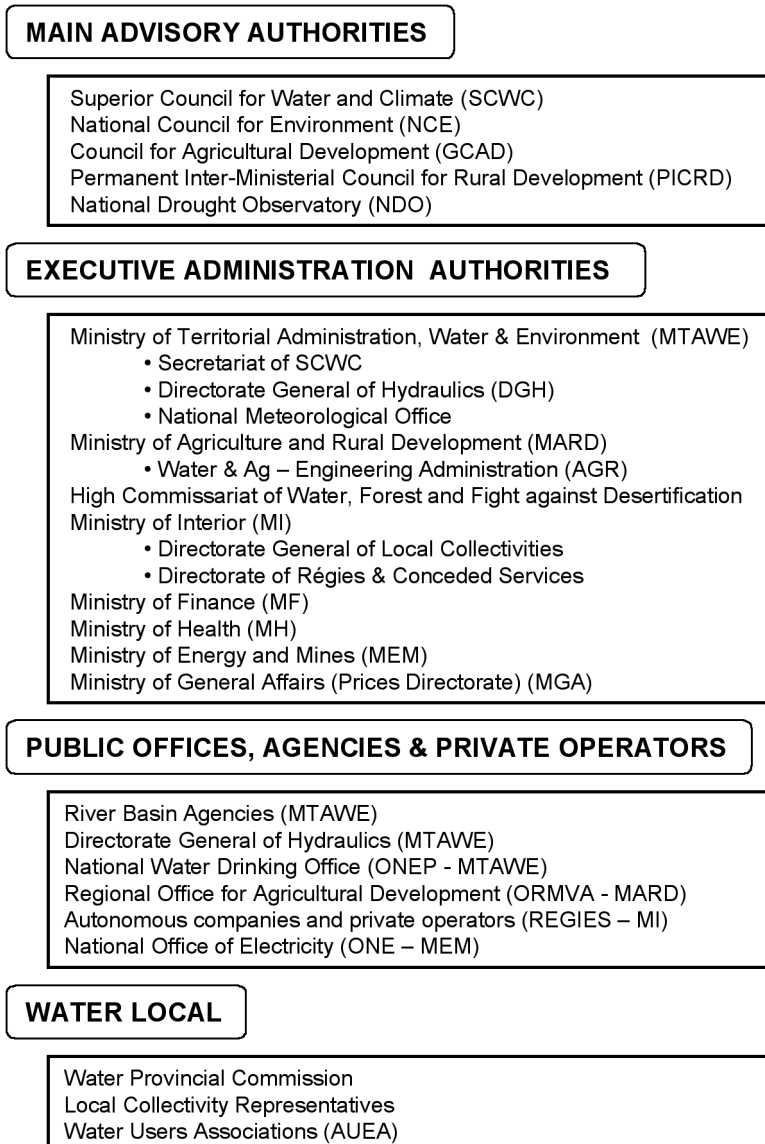 MAIN ADVISORY AUTHORITIES
Superior Council for Water and Climate (SCWC)
National Council for Environment (NCE)
Council for Agricultural Development (GCAD)
Permanent Inter-Ministerial Council for Rural Development (PICRD)
National Drought Observatory (NDO)
EXECUTIVE ADMINISTRATION AUTHORITIES
Ministry of Territorial Administration, Water & Environment (MTAWE)
• Secretariat of SCWC
• Directorate General of Hydraulics (DGH)
• National Meteorological Office
Ministry of Agriculture and Rural Development (MARD)
• Water & Ag – Engineering Administration (AGR)
High Commissariat of Water, Forest and Fight against Desertification
Ministry of Interior (MI)
• Directorate General of Local Collectivities
• Directorate of Régies & Conceded Services
Ministry of Finance (MF)
Ministry of Health (MH)
Ministry of Energy and Mines (MEM)
Ministry of General Affairs (Prices Directorate) (MGA)
PUBLIC OFFICES, AGENCIES & PRIVATE OPERATORS
River Basin Agencies (MTAWE)
Directorate General of Hydraulics (MTAWE)
National Water Drinking Office (ONEP - MTAWE)
Regional Office for Agricultural Development (ORMVA - MARD)
Autonomous companies and private operators (REGIES – MI)
National Office of Electricity (ONE – MEM)
WATER LOCAL
Water Provincial Commission
Local Collectivity Representatives
Water Users Associations (AUEA)